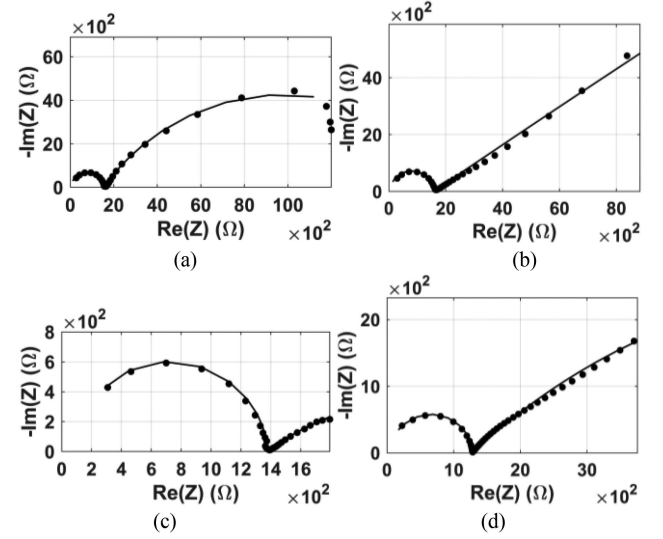 ×10²
60
40
20
0
-Im(Z) (Ω)
0 20 40 60 80 100
Re(Z) (Ω) ×10²
(a)
×10²
40
20
0
-Im(Z) (Ω)
0 20 40 60 80
Re(Z) (Ω) ×10²
(b)
×10²
8
6
4
2
0
-Im(Z) (Ω)
0 2 4 6 8 10 12 14 16
Re(Z) (Ω) ×10²
(c)
×10²
20
10
0
-Im(Z) (Ω)
0 10 20 30
Re(Z) (Ω) ×10²
(d)